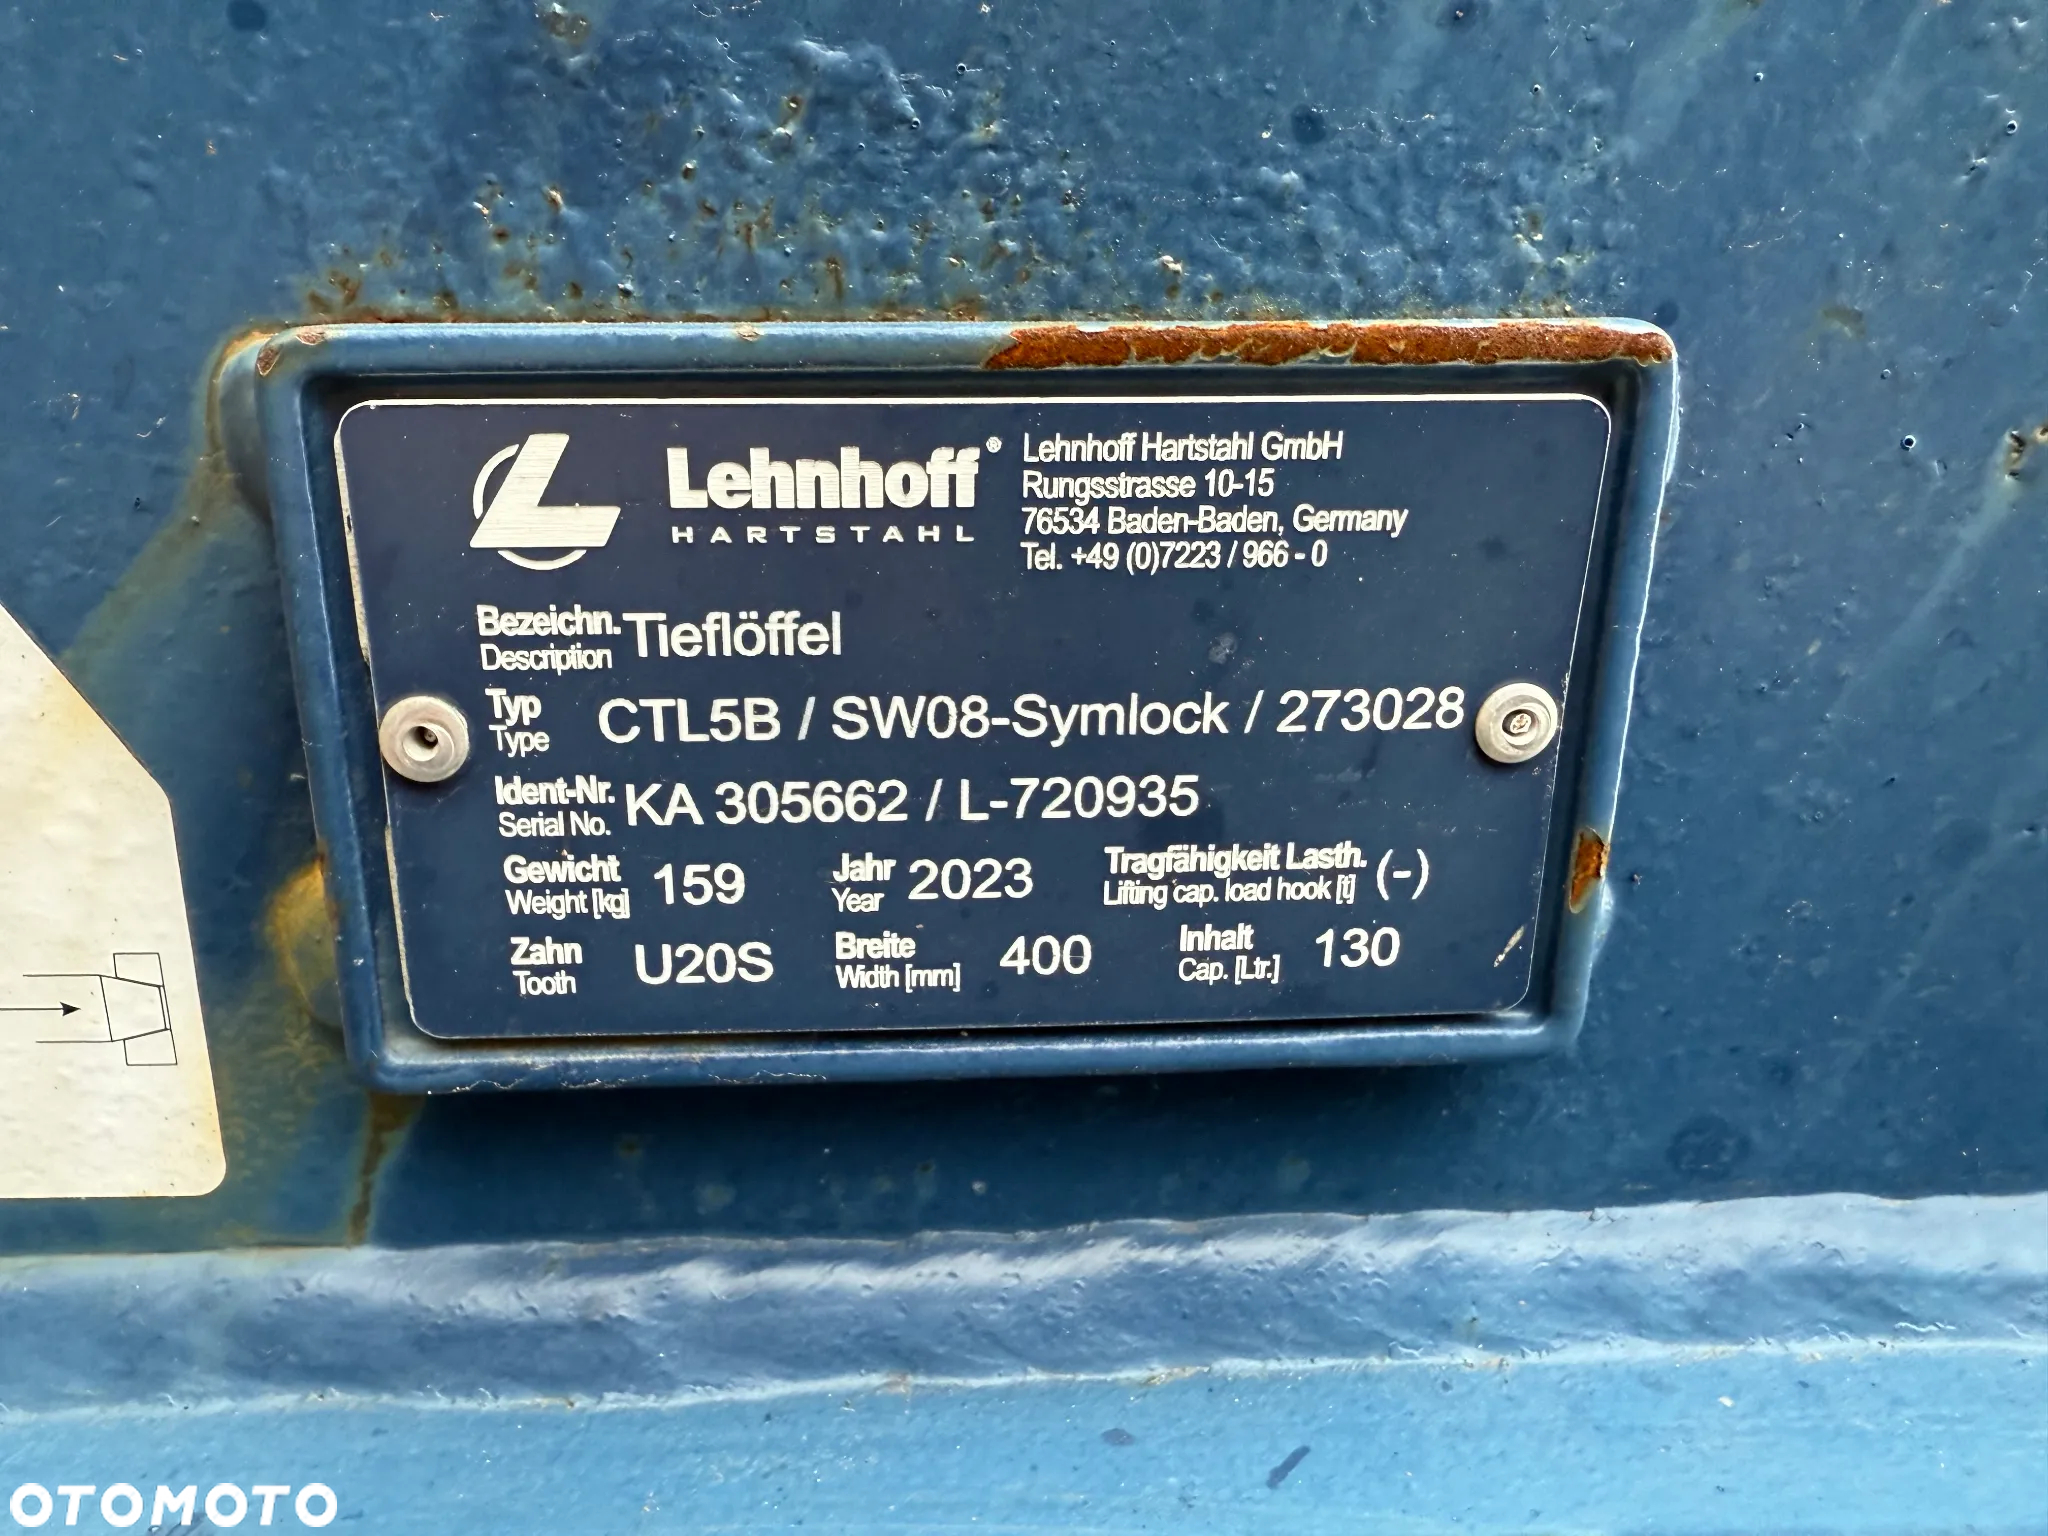 Lehnhoff®
HARTSTAHL
Lehnhoff Hartstahl GmbH
Rungsstrasse 10-15
76534 Baden-Baden, Germany
Tel. +49 (0)7223 / 966 - 0
Bezeichn. Tieflöffel
Description
Typ CTL5B / SW08-Symlock / 273028
Type
Ident-Nr. KA 305662 / L-720935
Serial No.
Gewicht 159 Jahr 2023 Tragfähigkeit Lasth. (-)
Weight [kg] Year Lifting cap. load hook [t]
Zahn U20S Breite 400 Inhalt 130
Tooth Width [mm] Cap. [Ltr.]
OTOMOTO